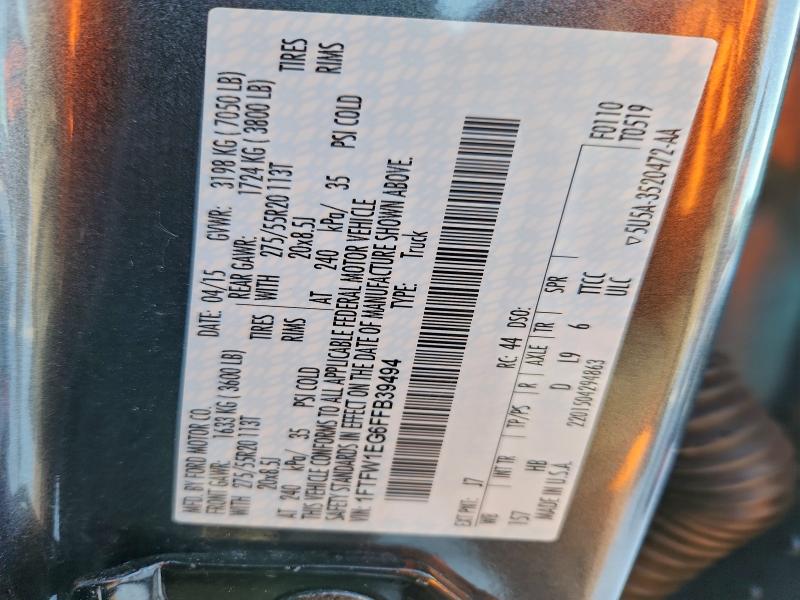 MFD. BY FORD MOTOR CO.
DATE: 04/15 GVWR: 3198 KG ( 7050 LB)
FRONT GAWR: 1633 KG ( 3600 LB) REAR GAWR: 1724 KG ( 3800 LB)
WITH 275/55R20 113T TIRES WITH 275/55R20 113T TIRES
20x8.5J RIMS 20x8.5J RIMS
AT 240 kPa/ 35 PSI COLD AT 240 kPa/ 35 PSI COLD
THIS VEHICLE CONFORMS TO ALL APPLICABLE FEDERAL MOTOR VEHICLE
SAFETY STANDARDS IN EFFECT ON THE DATE OF MANUFACTURE SHOWN ABOVE.
VIN: 1FTFW1EG6FFB39494 TYPE: Truck
EXT PNT: J7 RC: 44 DSO: F0110
WB INT TR TP/PS R AXLE TR SPR T0519
157 HB D L9 6 TTCC
MADE IN U.S.A. 2201504294863 ULC ▽5U5A-3520472-AA